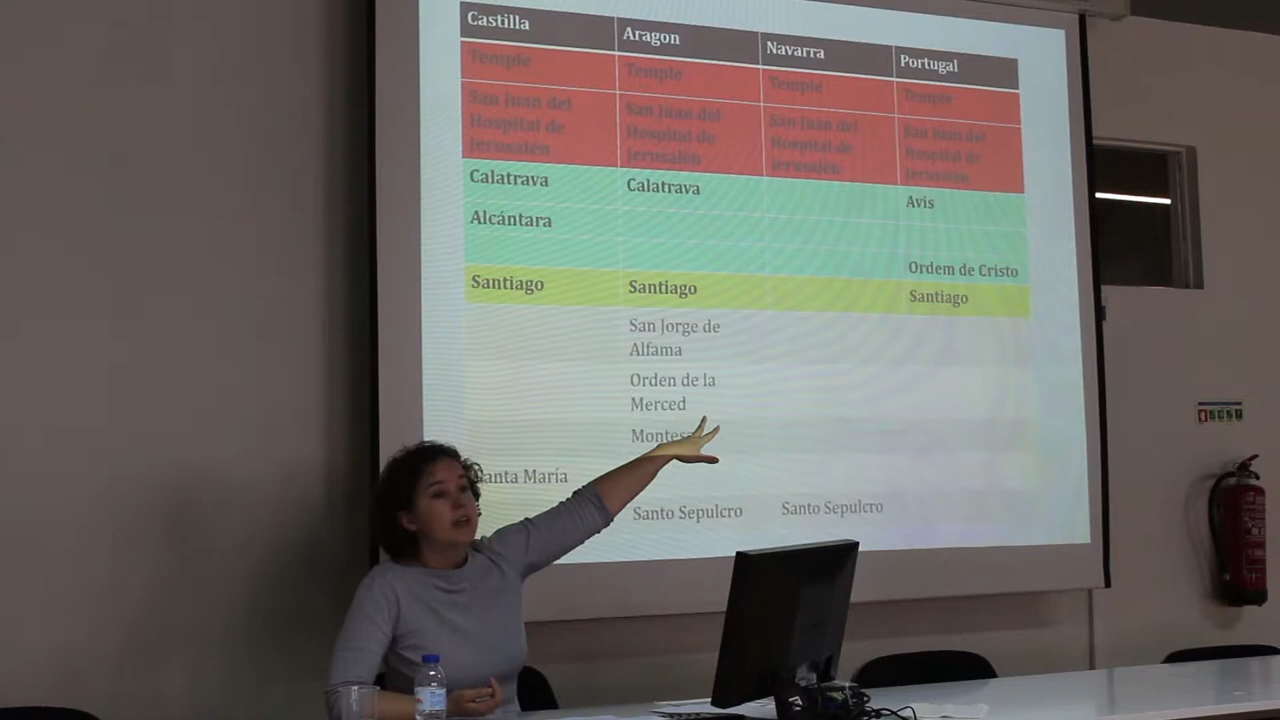 Castilla Aragon Navarra Portugal
Temple Temple Temple Temple
San Juan del San Juan del San Juan del San Juan del
Hospital de Hospital de Hospital de Hospital de
Jerusalén Jerusalén Jerusalén Jerusalén
Calatrava Calatrava Avis
Alcántara
Ordem de Cristo
Santiago Santiago Santiago
San Jorge de
Alfama
Orden de la
Merced
Montesa
Santa María
Santo Sepulcro Santo Sepulcro